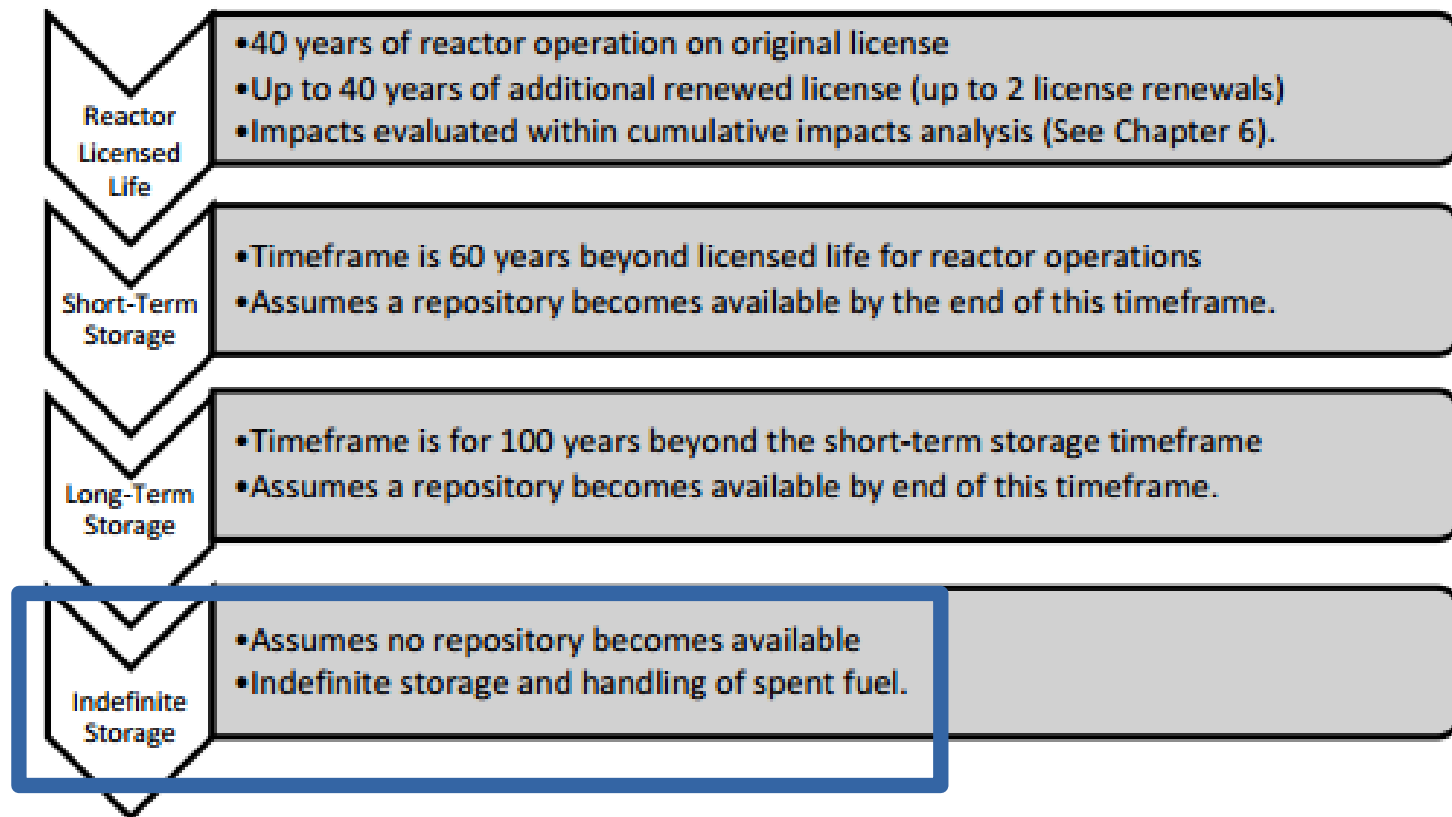 Reactor
Licensed
Life
•40 years of reactor operation on original license
•Up to 40 years of additional renewed license (up to 2 license renewals)
•Impacts evaluated within cumulative impacts analysis (See Chapter 6).
Short-Term
Storage
•Timeframe is 60 years beyond licensed life for reactor operations
•Assumes a repository becomes available by the end of this timeframe.
Long-Term
Storage
•Timeframe is for 100 years beyond the short-term storage timeframe
•Assumes a repository becomes available by end of this timeframe.
Indefinite
Storage
•Assumes no repository becomes available
•Indefinite storage and handling of spent fuel.